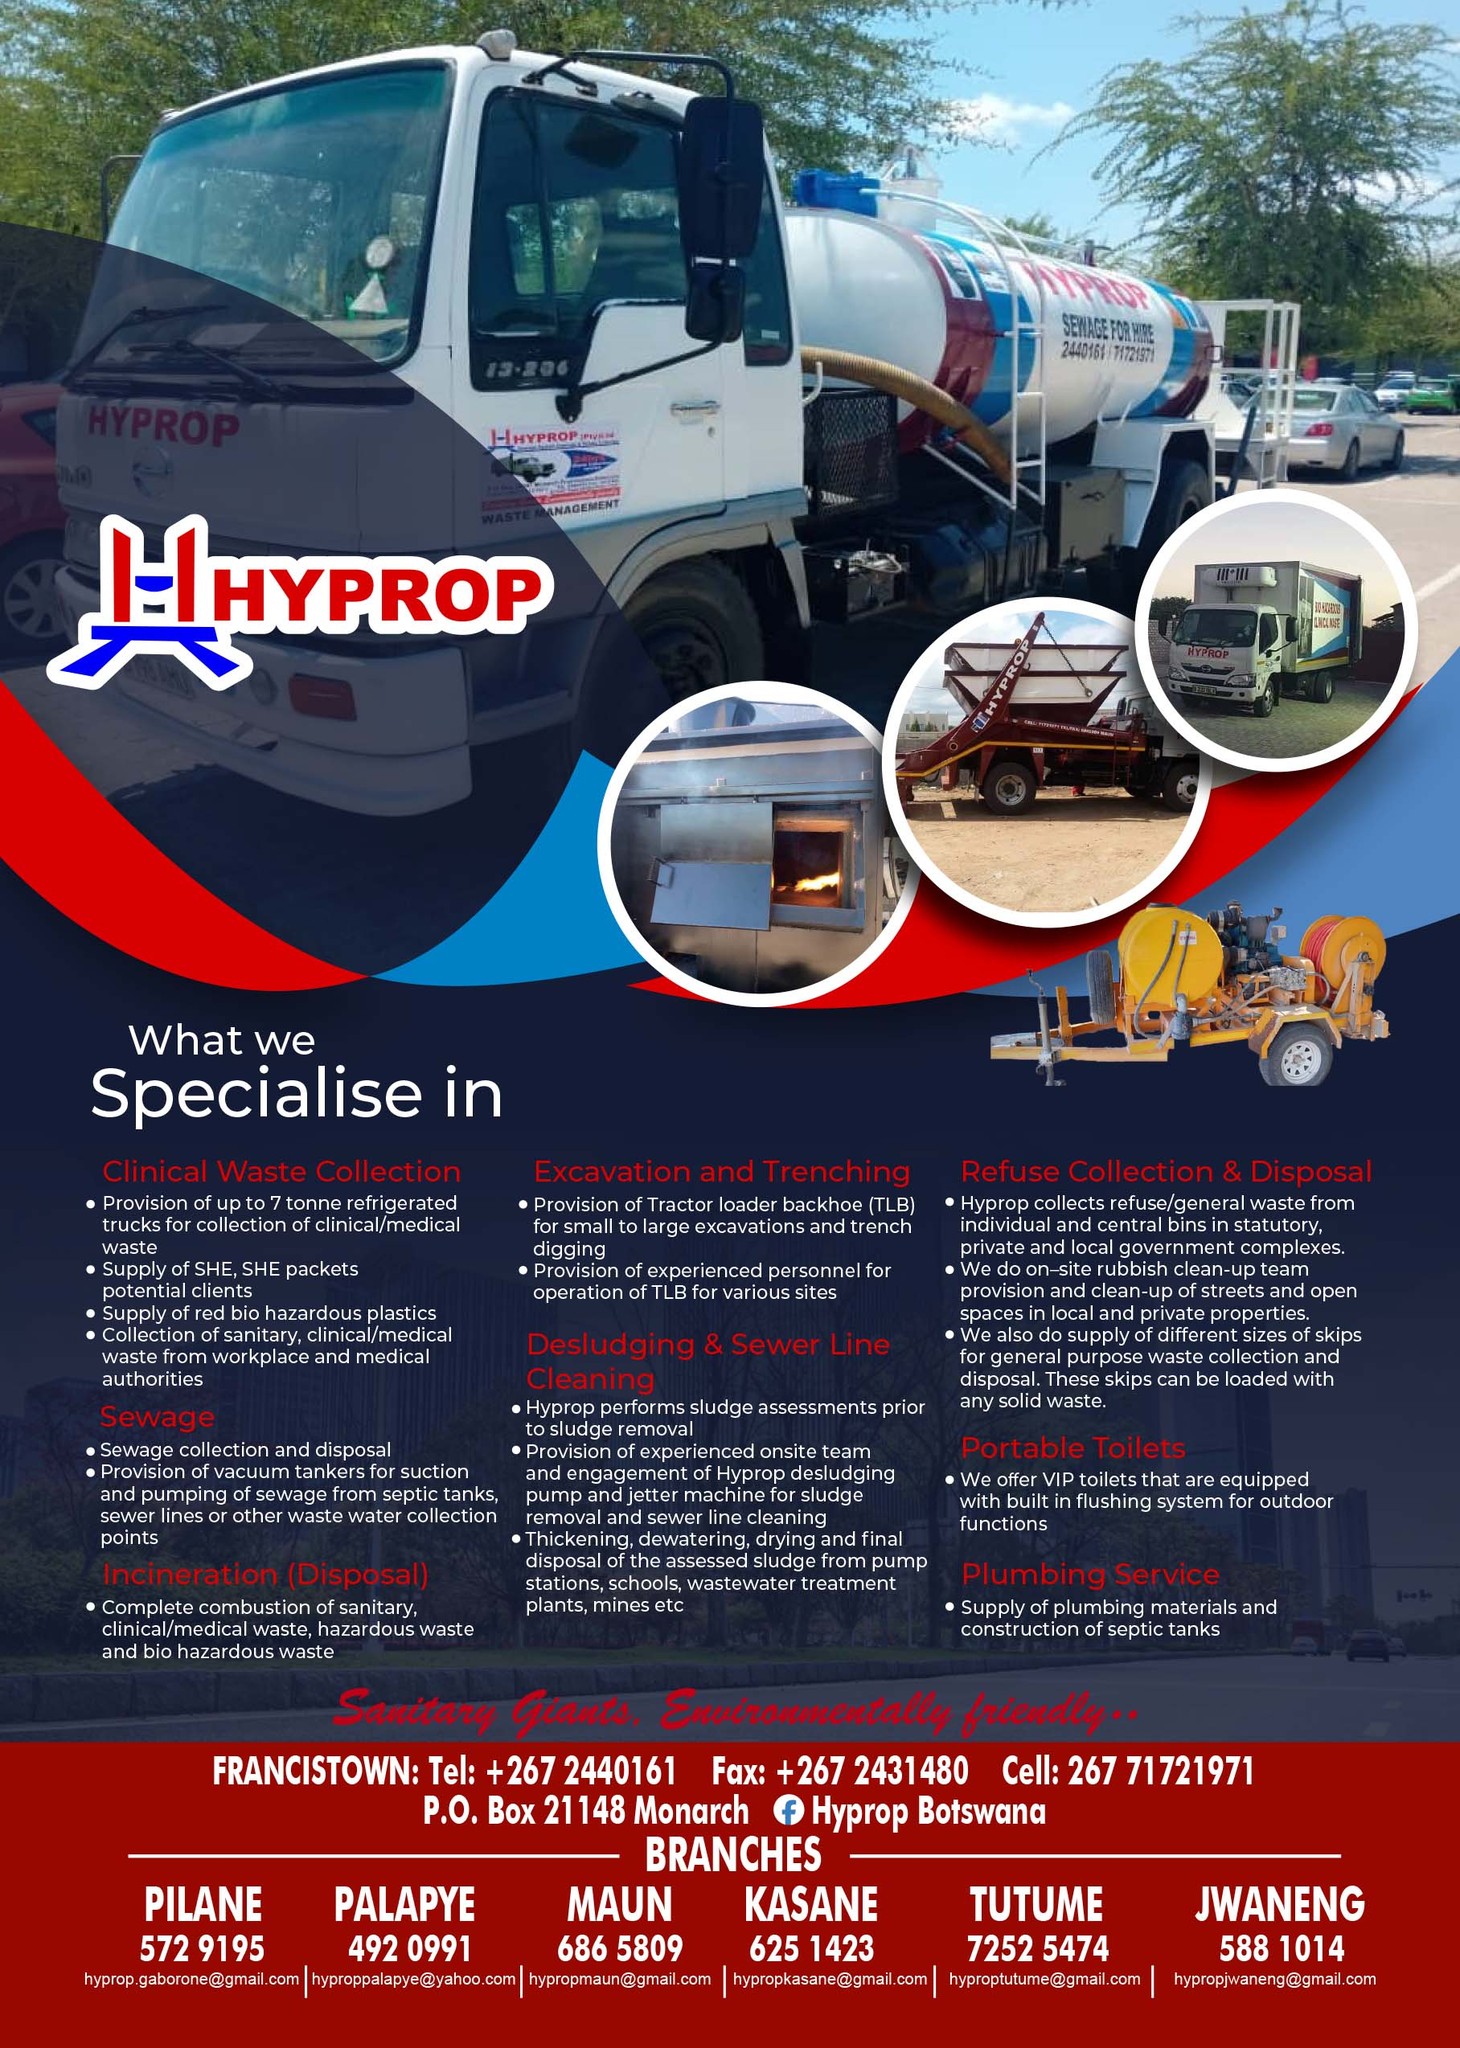 HYPROP
SEWAGE FOR HIRE
2440161 / 71721971
13·206
HYPROP
HYPROP (Pty) Ltd
WASTE MANAGEMENT
HYPROP
BIO HAZARDOUS
CLINICAL WASTE
HYPROP
HYPROP
What we
Specialise in
Clinical Waste Collection
• Provision of up to 7 tonne refrigerated
trucks for collection of clinical/medical
waste
• Supply of SHE, SHE packets
potential clients
• Supply of red bio hazardous plastics
• Collection of sanitary, clinical/medical
waste from workplace and medical
authorities
Sewage
• Sewage collection and disposal
• Provision of vacuum tankers for suction
and pumping of sewage from septic tanks,
sewer lines or other waste water collection
points
Incineration (Disposal)
• Complete combustion of sanitary,
clinical/medical waste, hazardous waste
and bio hazardous waste
Excavation and Trenching
• Provision of Tractor loader backhoe (TLB)
for small to large excavations and trench
digging
• Provision of experienced personnel for
operation of TLB for various sites
Desludging & Sewer Line
Cleaning
• Hyprop performs sludge assessments prior
to sludge removal
• Provision of experienced onsite team
and engagement of Hyprop desludging
pump and jetter machine for sludge
removal and sewer line cleaning
• Thickening, dewatering, drying and final
disposal of the assessed sludge from pump
stations, schools, wastewater treatment
plants, mines etc
Refuse Collection & Disposal
• Hyprop collects refuse/general waste from
individual and central bins in statutory,
private and local government complexes.
• We do on–site rubbish clean-up team
provision and clean-up of streets and open
spaces in local and private properties.
• We also do supply of different sizes of skips
for general purpose waste collection and
disposal. These skips can be loaded with
any solid waste.
Portable Toilets
• We offer VIP toilets that are equipped
with built in flushing system for outdoor
functions
Plumbing Service
• Supply of plumbing materials and
construction of septic tanks
Sanitary Giants, Environmentally friendly..
FRANCISTOWN: Tel: +267 2440161 Fax: +267 2431480 Cell: 267 71721971
P.O. Box 21148 Monarch Hyprop Botswana
BRANCHES
PILANE
572 9195
hyprop.gaborone@gmail.com
PALAPYE
492 0991
hyproppalapye@yahoo.com
MAUN
686 5809
hypropmaun@gmail.com
KASANE
625 1423
hypropkasane@gmail.com
TUTUME
7252 5474
hyproptutume@gmail.com
JWANENG
588 1014
hypropjwaneng@gmail.com